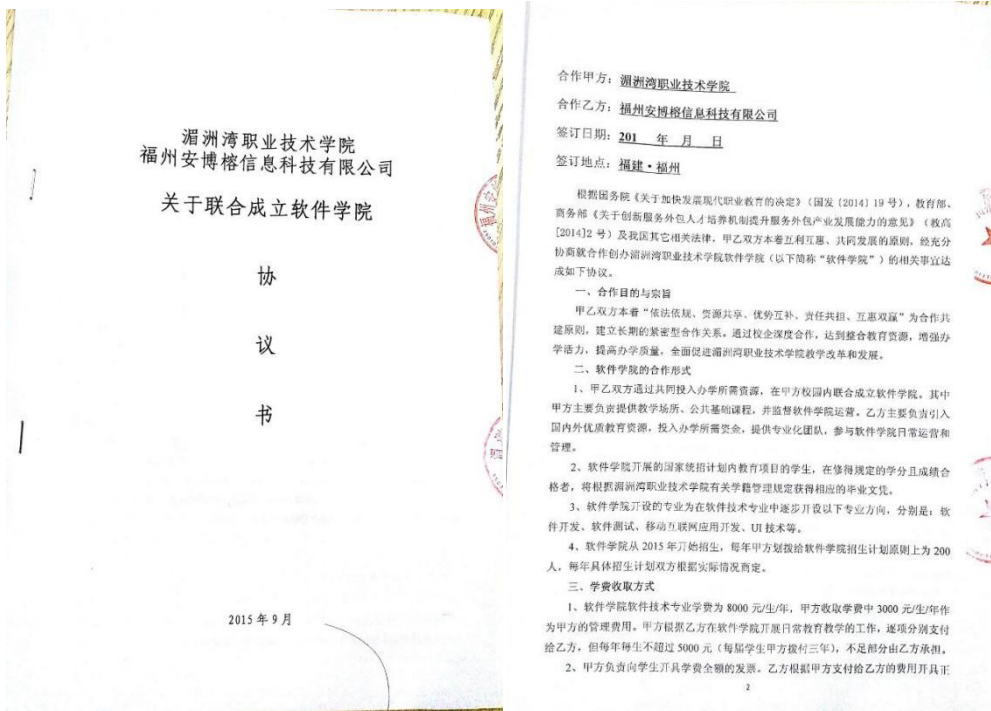 湄洲湾职业技术学院
福州安博榕信息科技有限公司
关于联合成立软件学院
协
议
书
2015年9月
合作甲方：湄洲湾职业技术学院
合作乙方：福州安博榕信息科技有限公司
签订日期：201 年 月 日
签订地点：福建·福州
根据国务院《关于加快发展现代职业教育的决定》（国发〔2014〕19号），教育部、
商务部《关于创新服务外包人才培养机制提升服务外包产业发展能力的意见》（教高
[2014]2号）及我国其它相关法律，甲乙双方本着互利互惠、共同发展的原则，经充分
协商就合作创办湄洲湾职业技术学院软件学院（以下简称“软件学院”）的相关事宜达
成如下协议。
一、合作目的与宗旨
甲乙双方本着“依法依规、资源共享、优势互补、责任共担、互惠双赢”为合作共
建原则，建立长期的紧密型合作关系。通过校企深度合作，达到整合教育资源，增强办
学活力，提高办学质量，全面促进湄洲湾职业技术学院教学改革和发展。
二、软件学院的合作形式
1、甲乙双方通过共同投入办学所需资源，在甲方校园内联合成立软件学院。其中
甲方主要负责提供教学场所、公共基础课程，并监督软件学院运营。乙方主要负责引入
国内外优质教育资源，投入办学所需资金，提供专业化团队，参与软件学院日常运营和
管理。
2、软件学院开展的国家统招计划内教育项目的学生，在修得规定的学分且成绩合
格者，将根据湄洲湾职业技术学院有关学籍管理规定获得相应的毕业文凭。
3、软件学院开设的专业为在软件技术专业中逐步开设以下专业方向，分别是：软
件开发、软件测试、移动互联网应用开发、UI技术等。
4、软件学院从2015年开始招生，每年甲方划拨给软件学院招生计划原则上为200
人，每年具体招生计划双方根据实际情况商定。
三、学费收取方式
1、软件学院软件技术专业学费为8000元/生/年，甲方收取学费中3000元/生/年作
为甲方的管理费用。甲方根据乙方在软件学院开展日常教育教学的工作，逐项分别支付
给乙方，但每年每生不超过5000元（每届学生甲方拨付三年），不足部分由乙方承担。
2、甲方负责向学生开具学费全额的发票。乙方根据甲方支付给乙方的费用开具正
2